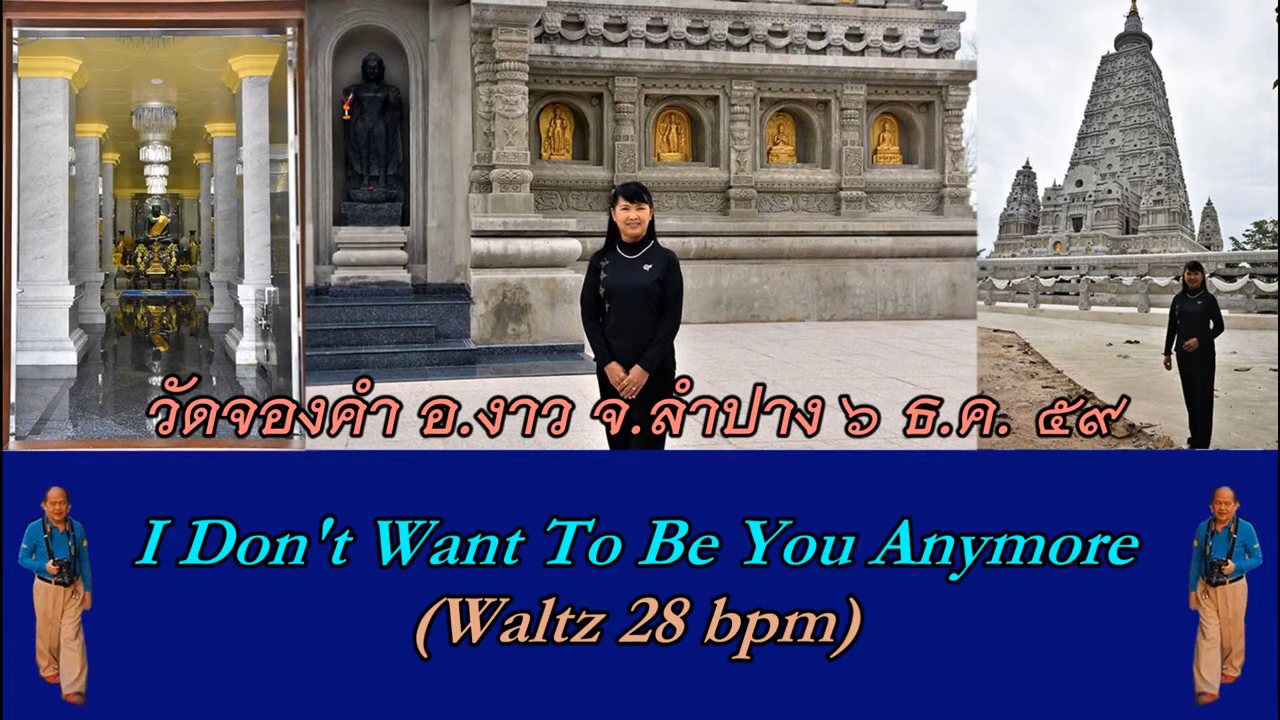 วัดจองคำ อ.งาว จ.ลำปาง ๖ ธ.ค. ๕๙
I Don't Want To Be You Anymore
(Waltz 28 bpm)